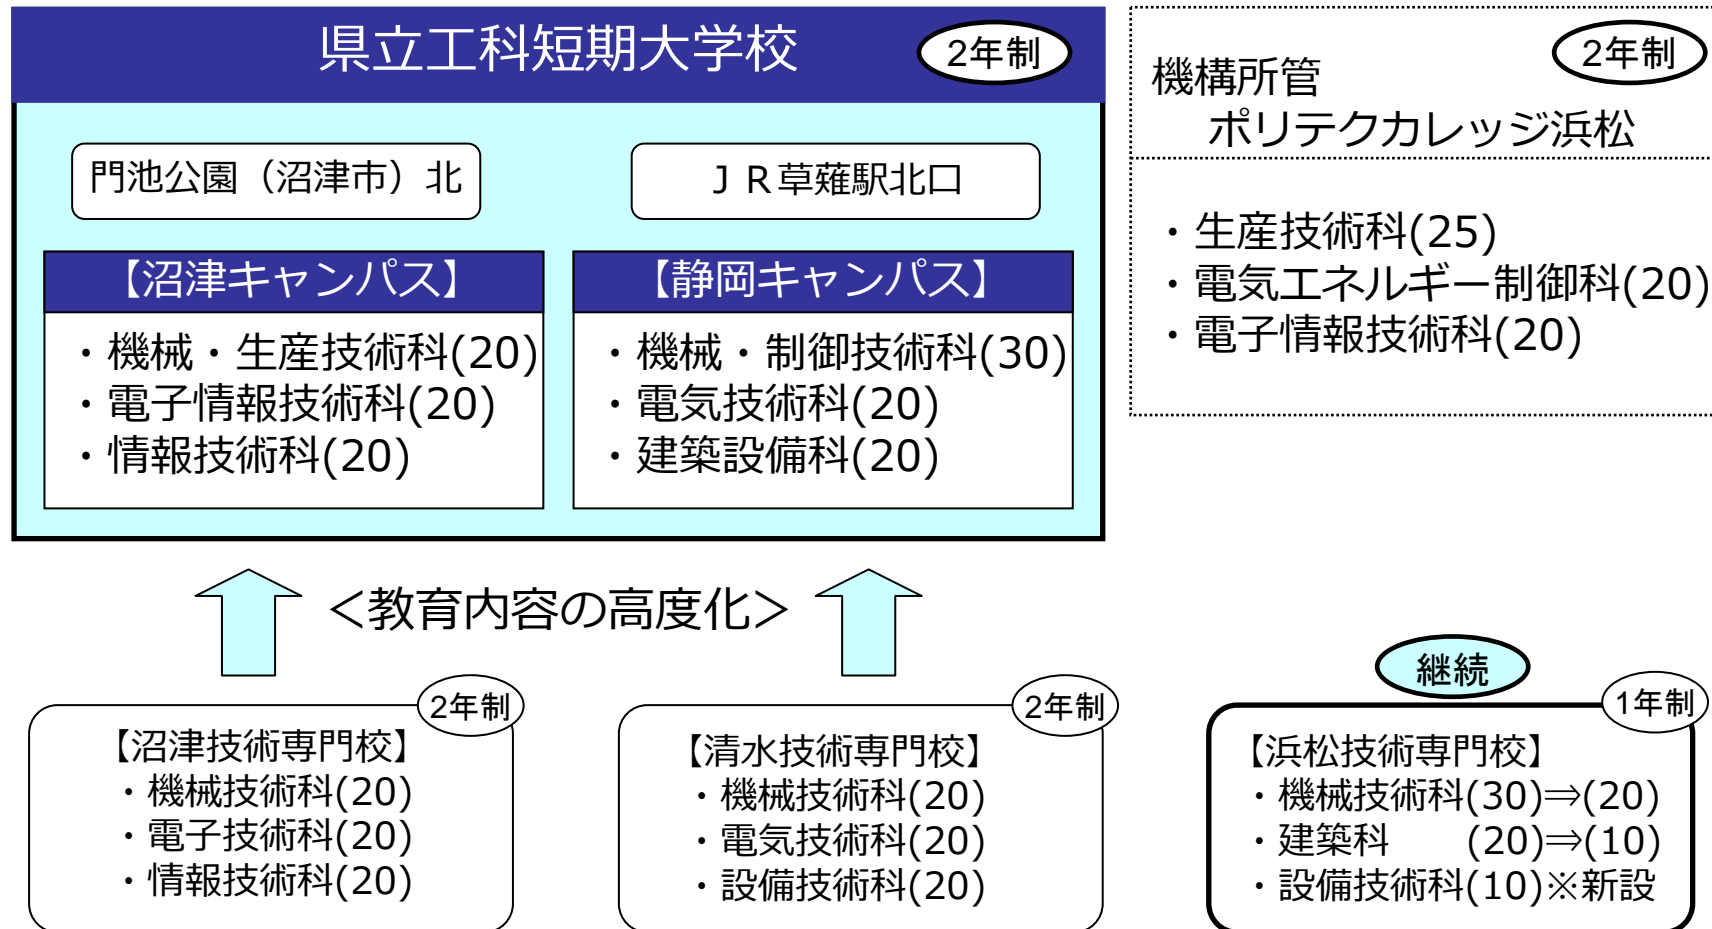 県立工科短期大学校
2年制
門池公園（沼津市）北
ＪＲ草薙駅北口
【沼津キャンパス】
・機械・生産技術科(20)
・電子情報技術科(20)
・情報技術科(20)
【静岡キャンパス】
・機械・制御技術科(30)
・電気技術科(20)
・建築設備科(20)
2年制
機構所管
ポリテクカレッジ浜松
・生産技術科(25)
・電気エネルギー制御科(20)
・電子情報技術科(20)
＜教育内容の高度化＞
2年制
【沼津技術専門校】
・機械技術科(20)
・電子技術科(20)
・情報技術科(20)
2年制
【清水技術専門校】
・機械技術科(20)
・電気技術科(20)
・設備技術科(20)
継続
1年制
【浜松技術専門校】
・機械技術科(30)⇒(20)
・建築科　　(20)⇒(10)
・設備技術科(10)※新設